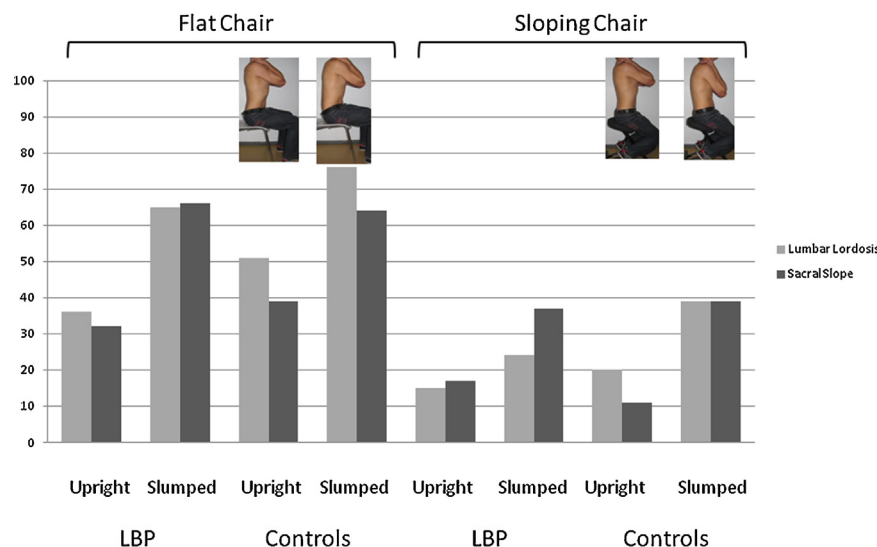 Flat Chair Sloping Chair
100
90
80
70
60
50
40
30
20
10
0
Lumbar Lordosis
Sacral Slope
Upright Slumped Upright Slumped Upright Slumped Upright Slumped
LBP Controls LBP Controls